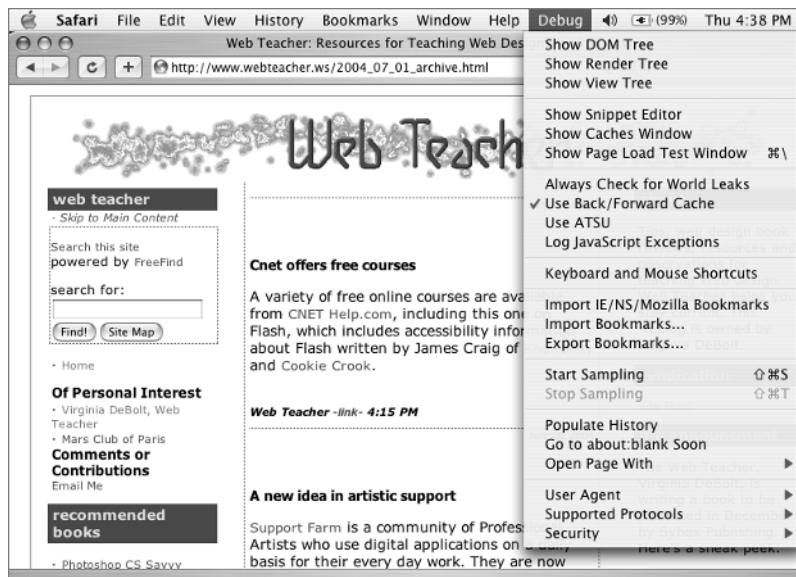 Safari File Edit View History Bookmarks Window Help Debug (99%) Thu 4:38 PM
Web Teacher: Resources for Teaching Web Des
http://www.webteacher.ws/2004_07_01_archive.html
Web Teach
web teacher
· Skip to Main Content
Search this site
powered by FreeFind
search for:
Find! Site Map
· Home
Of Personal Interest
· Virginia DeBolt, Web
Teacher
· Mars Club of Paris
Comments or
Contributions
Email Me
recommended
books
· Photoshop CS Savvy
Cnet offers free courses
A variety of free online courses are available
from CNET Help.com, including this one on
Flash, which includes accessibility infor
about Flash written by James Craig of
and Cookie Crook.
Web Teacher -link- 4:15 PM
A new idea in artistic support
Support Farm is a community of Profes
Artists who use digital applications on a daily
basis for their every day work. They are now
Show DOM Tree
Show Render Tree
Show View Tree
Show Snippet Editor
Show Caches Window
Show Page Load Test Window ⌘\
Always Check for World Leaks
✓ Use Back/Forward Cache
Use ATSU
Log JavaScript Exceptions
Keyboard and Mouse Shortcuts
Import IE/NS/Mozilla Bookmarks
Import Bookmarks...
Export Bookmarks...
Start Sampling ⇧⌘S
Stop Sampling ⇧⌘T
Populate History
Go to about:blank Soon
Open Page With
User Agent
Supported Protocols
Security
Here's a sneak peek.